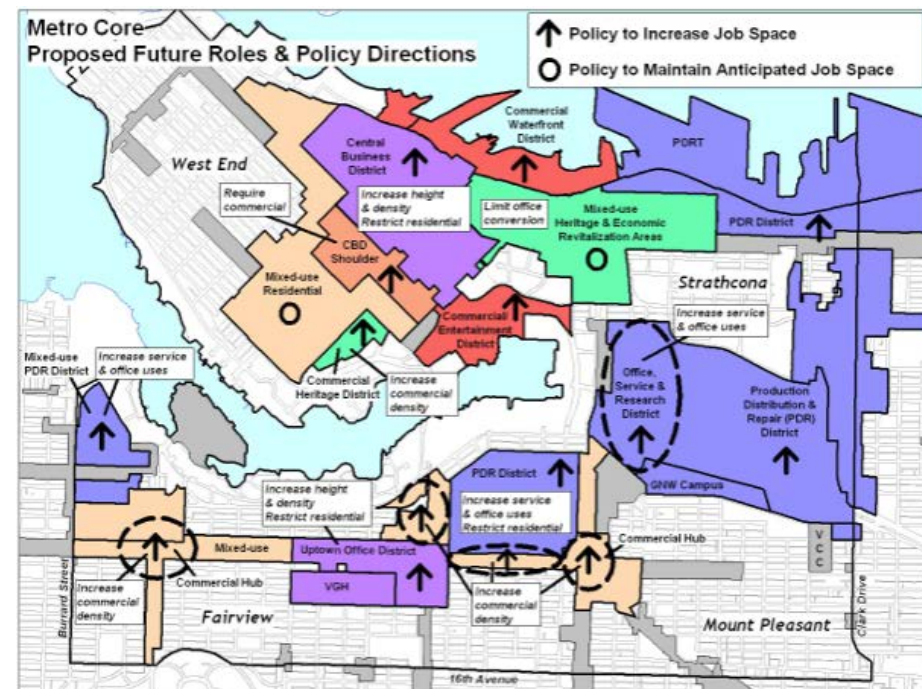 Metro Core
Proposed Future Roles & Policy Directions
Policy to Increase Job Space
Policy to Maintain Anticipated Job Space
West End
Central
Business
District
Commercial
Waterfront
District
PORT
Require
commercial
Increase height
& density
Restrict residential
Limit office
conversion
Mixed-use
Heritage & Economic
Revitalization Areas
PDR District
CBD
Shoulder
Mixed-use
Residential
Strathcona
Commercial
Entertainment
District
Increase service
& office uses
Mixed-use
PDR District
Increase service
& office uses
Commercial
Heritage District
Increase
commercial
density
Office,
Service &
Research
District
Production
Distribution &
Repair (PDR)
District
Increase height
& density
Restrict residential
PDR District
Increase service
& office uses
Restrict residential
GNW Campus
Mixed-use
Uptown Office District
Commercial Hub
VCC
Increase
commercial
density
Commercial Hub
VGH
Increase
commercial
density
Burrard Street
Fairview
Mount Pleasant
Clark Drive
16th Avenue